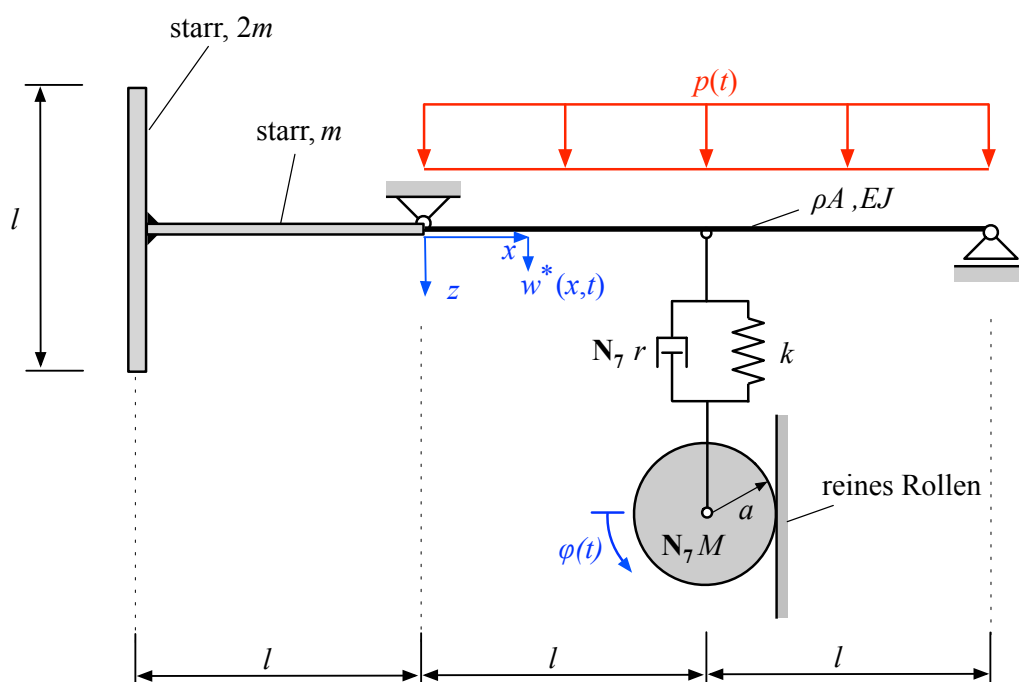 starr, 2m
p(t)
starr, m
l
ρA ,EJ
x
w*(x,t)
z
N₇ r
k
reines Rollen
a
φ(t)
N₇ M
l
l
l